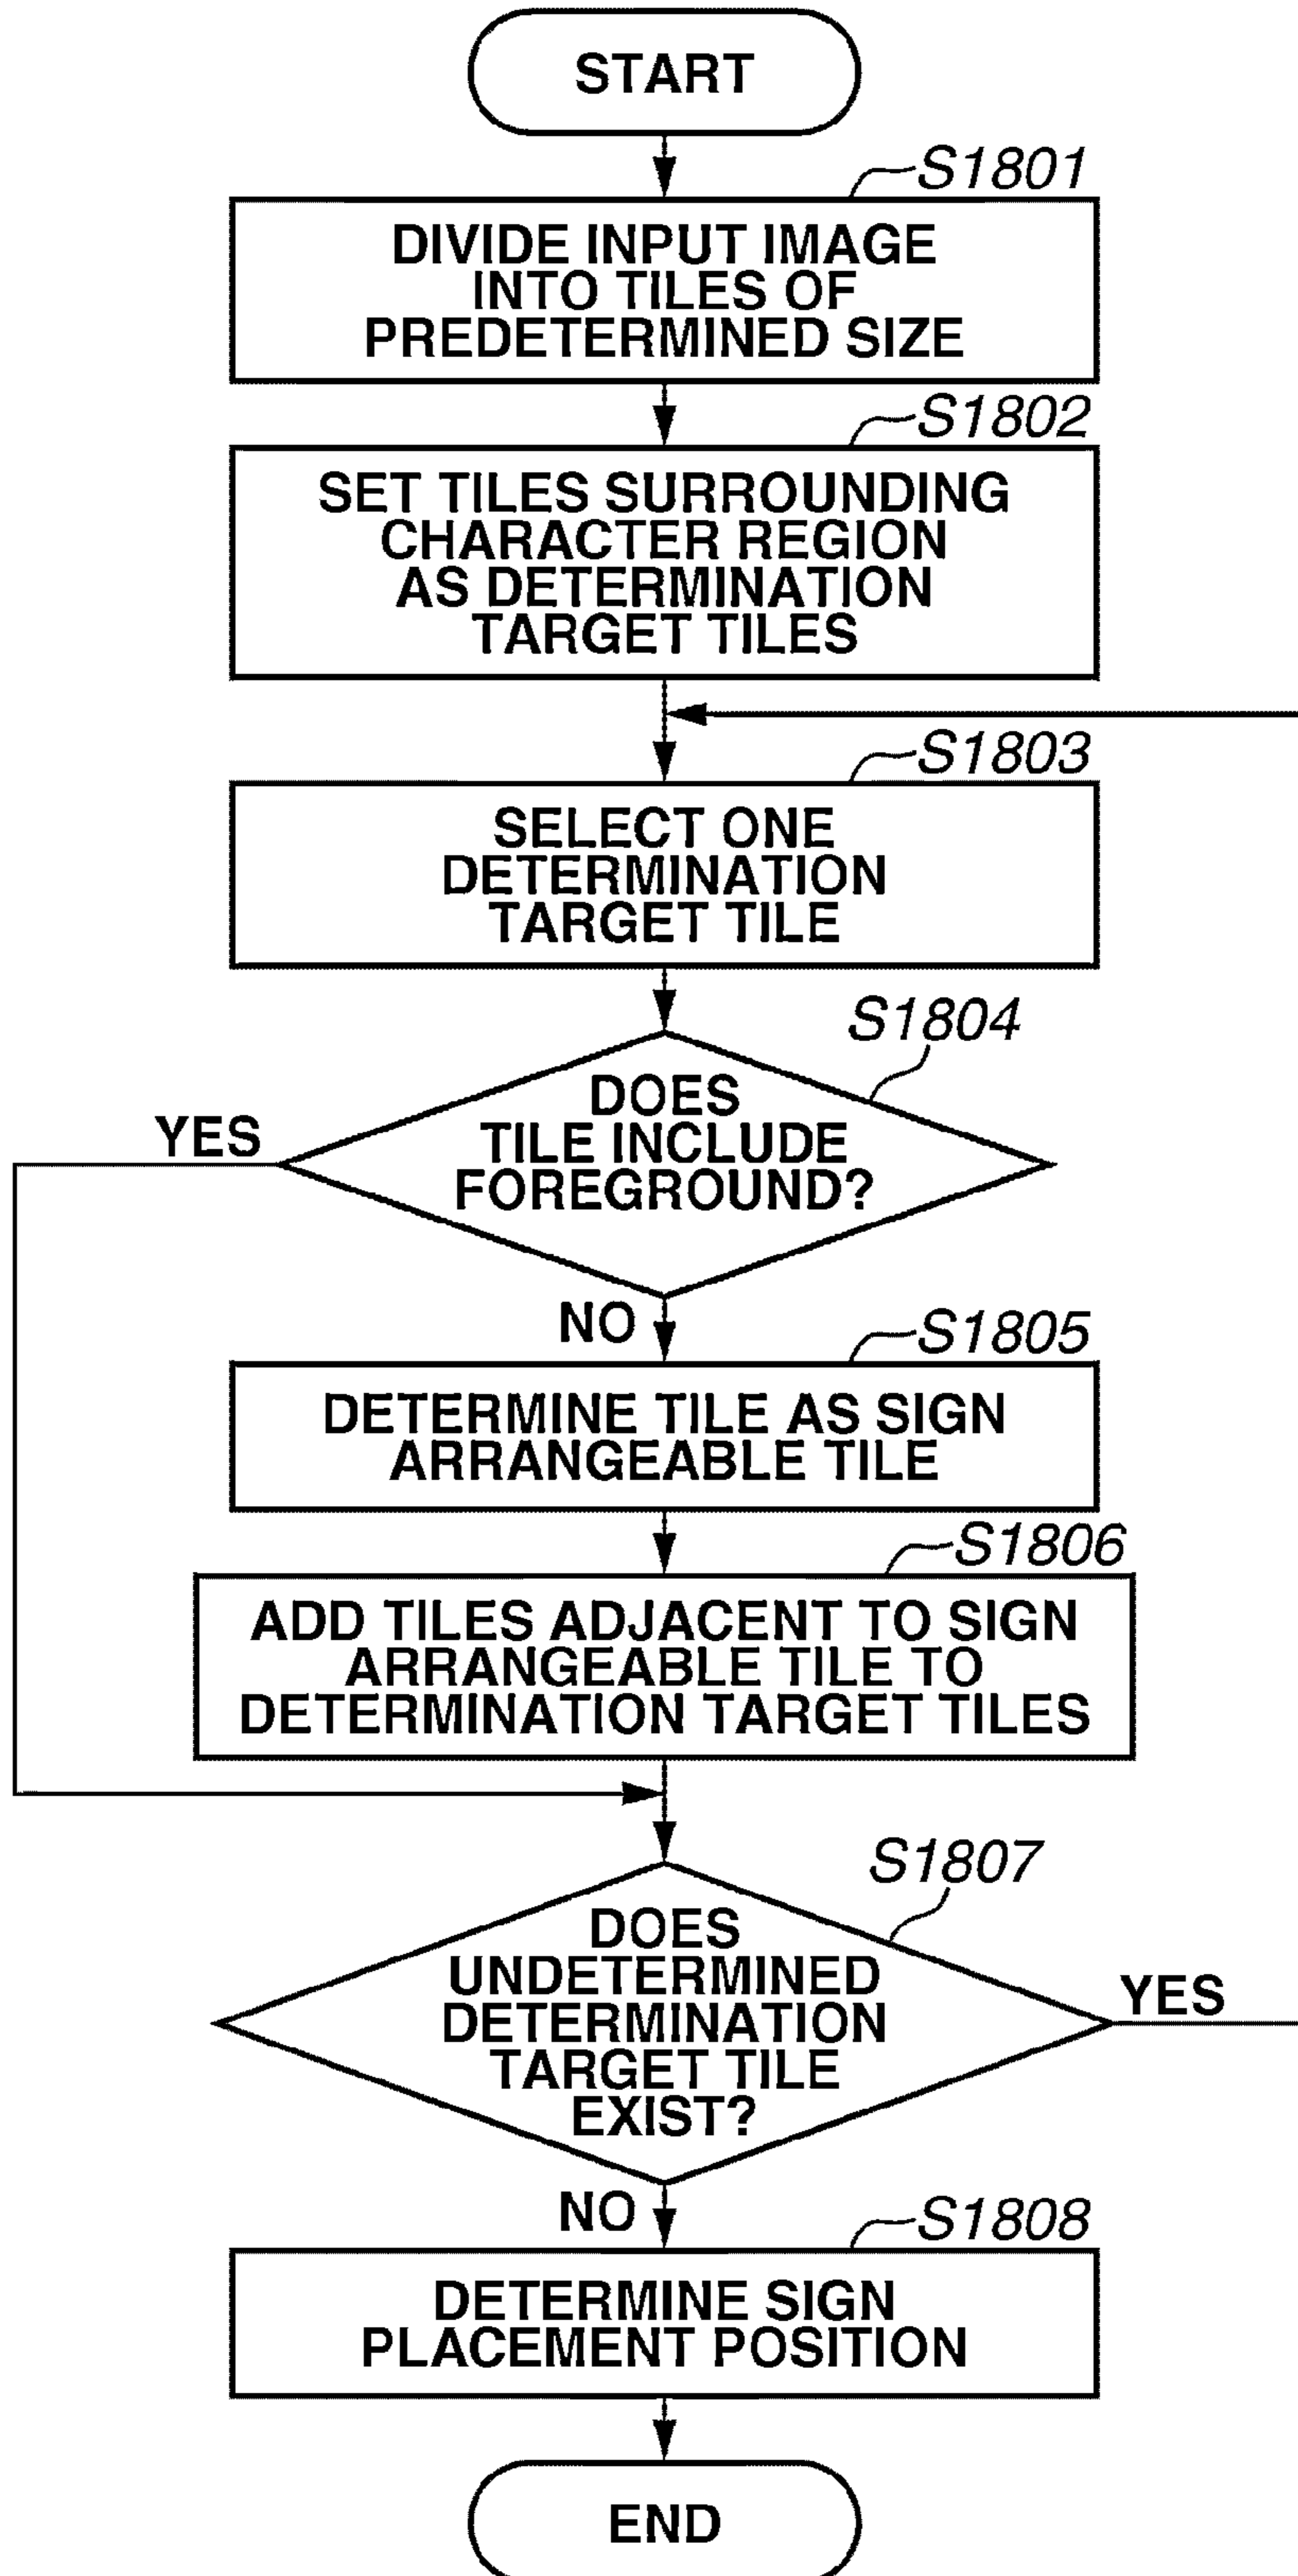 START
S1801
DIVIDE INPUT IMAGE
INTO TILES OF
PREDETERMINED SIZE
S1802
SET TILES SURROUNDING
CHARACTER REGION
AS DETERMINATION
TARGET TILES
S1803
SELECT ONE
DETERMINATION
TARGET TILE
S1804
DOES
TILE INCLUDE
FOREGROUND?
YES
NO
S1805
DETERMINE TILE AS SIGN
ARRANGEABLE TILE
S1806
ADD TILES ADJACENT TO SIGN
ARRANGEABLE TILE TO
DETERMINATION TARGET TILES
S1807
DOES
UNDETERMINED
DETERMINATION
TARGET TILE
EXIST?
YES
NO
S1808
DETERMINE SIGN
PLACEMENT POSITION
END